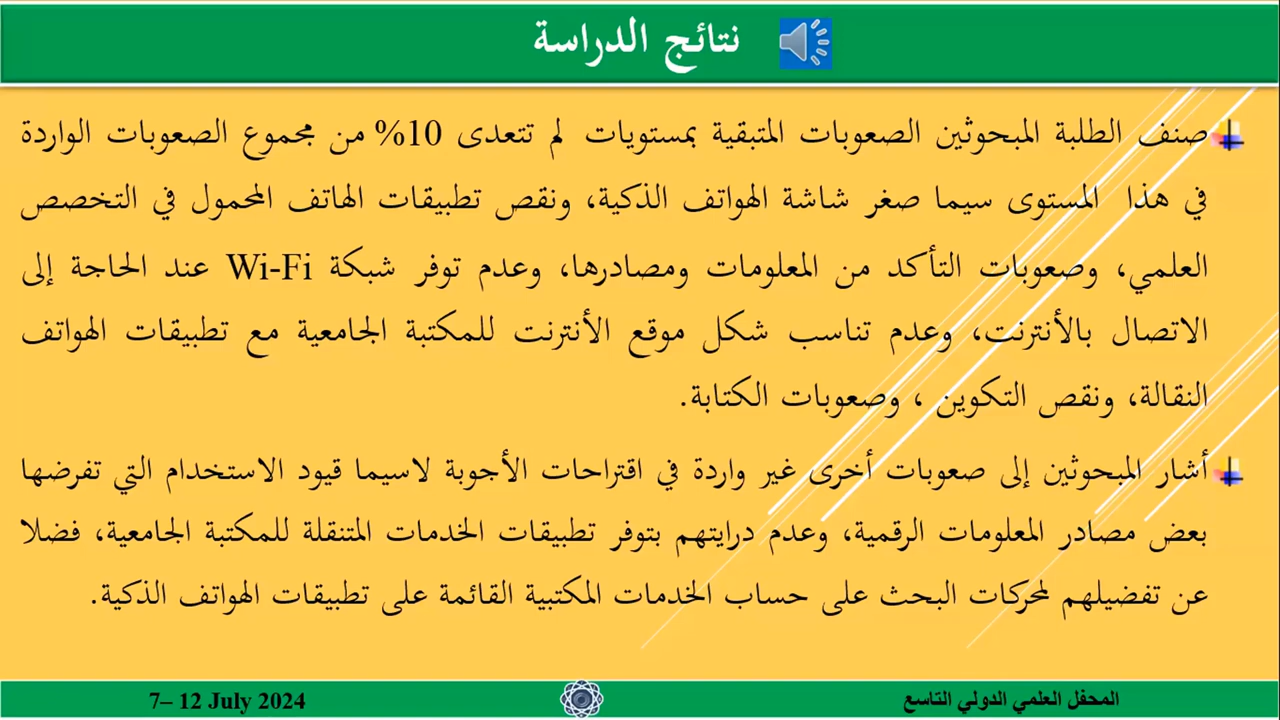 نتائج الدراسة
صنف الطلبة المبحوثين الصعوبات المتبقية بمستويات لم تتعدى 10% من مجموع الصعوبات الواردة
في هذا المستوى سيما صغر شاشة الهواتف الذكية، ونقص تطبيقات الهاتف المحمول في التخصص
العلمي، وصعوبات التأكد من المعلومات ومصادرها، وعدم توفر شبكة Wi-Fi عند الحاجة إلى
الاتصال بالأنترنت، وعدم تناسب شكل موقع الأنترنت للمكتبة الجامعية مع تطبيقات الهواتف
النقالة، ونقص التكوين ، وصعوبات الكتابة.
أشار المبحوثين إلى صعوبات أخرى غير واردة في اقتراحات الأجوبة لاسيما قيود الاستخدام التي تفرضها
بعض مصادر المعلومات الرقمية، وعدم درايتهم بتوفر تطبيقات الخدمات المتنقلة للمكتبة الجامعية، فضلا
عن تفضيلهم لمحركات البحث على حساب الخدمات المكتبية القائمة على تطبيقات الهواتف الذكية.
المحفل العلمي الدولي التاسع
7– 12 July 2024